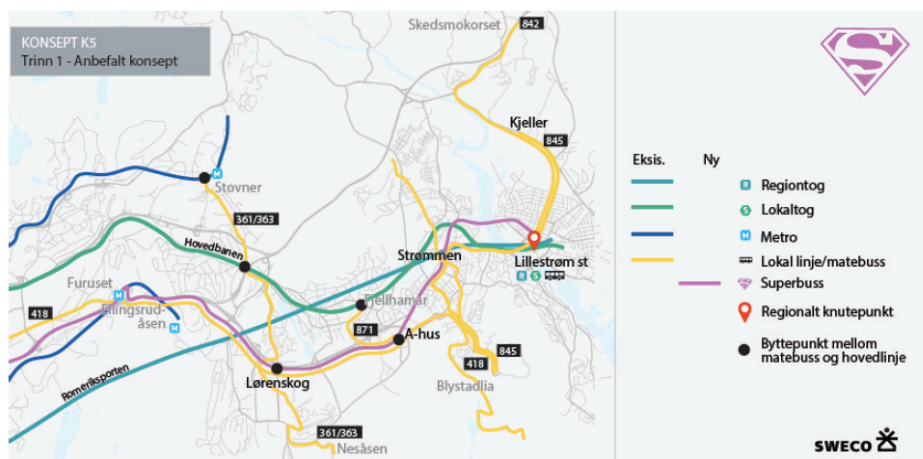 KONSEPT K5
Trinn 1 - Anbefalt konsept
Skedsmokorset
842
Kjeller
845
Stovner
M
361/363
Hovedbanen
Strømmen
Lillestrøm st
R S
Furuset
M
418
Ellingsrud-
åsen
M
Fjellhamar
871
A-hus
Romeriksporten
Lørenskog
845
418
Blystadlia
361/363
Nesåsen
S
Eksis. Ny
R Regiontog
S Lokaltog
M Metro
Lokal linje/matebuss
Superbuss
Regionalt knutepunkt
Byttepunkt mellom
matebuss og hovedlinje
SWECO